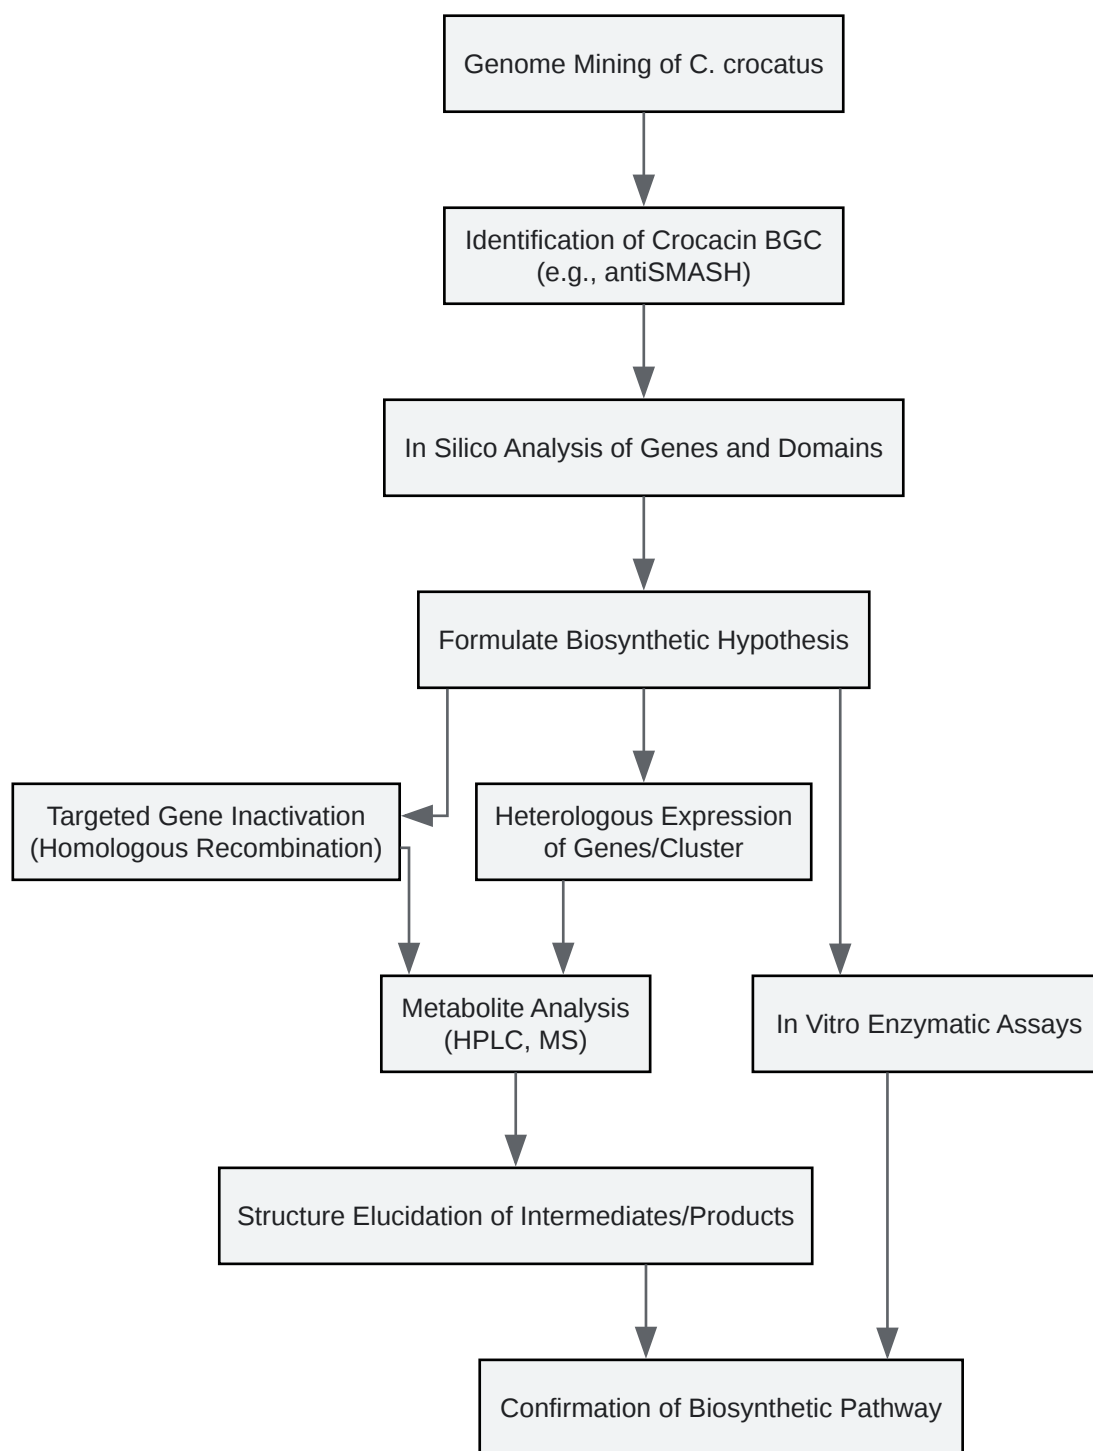 Genome Mining of C. crocatus
Identification of Crocacin BGC
(e.g., antiSMASH)
In Silico Analysis of Genes and Domains
Formulate Biosynthetic Hypothesis
Targeted Gene Inactivation
(Homologous Recombination)
Heterologous Expression
of Genes/Cluster
Metabolite Analysis
(HPLC, MS)
In Vitro Enzymatic Assays
Structure Elucidation of Intermediates/Products
Confirmation of Biosynthetic Pathway